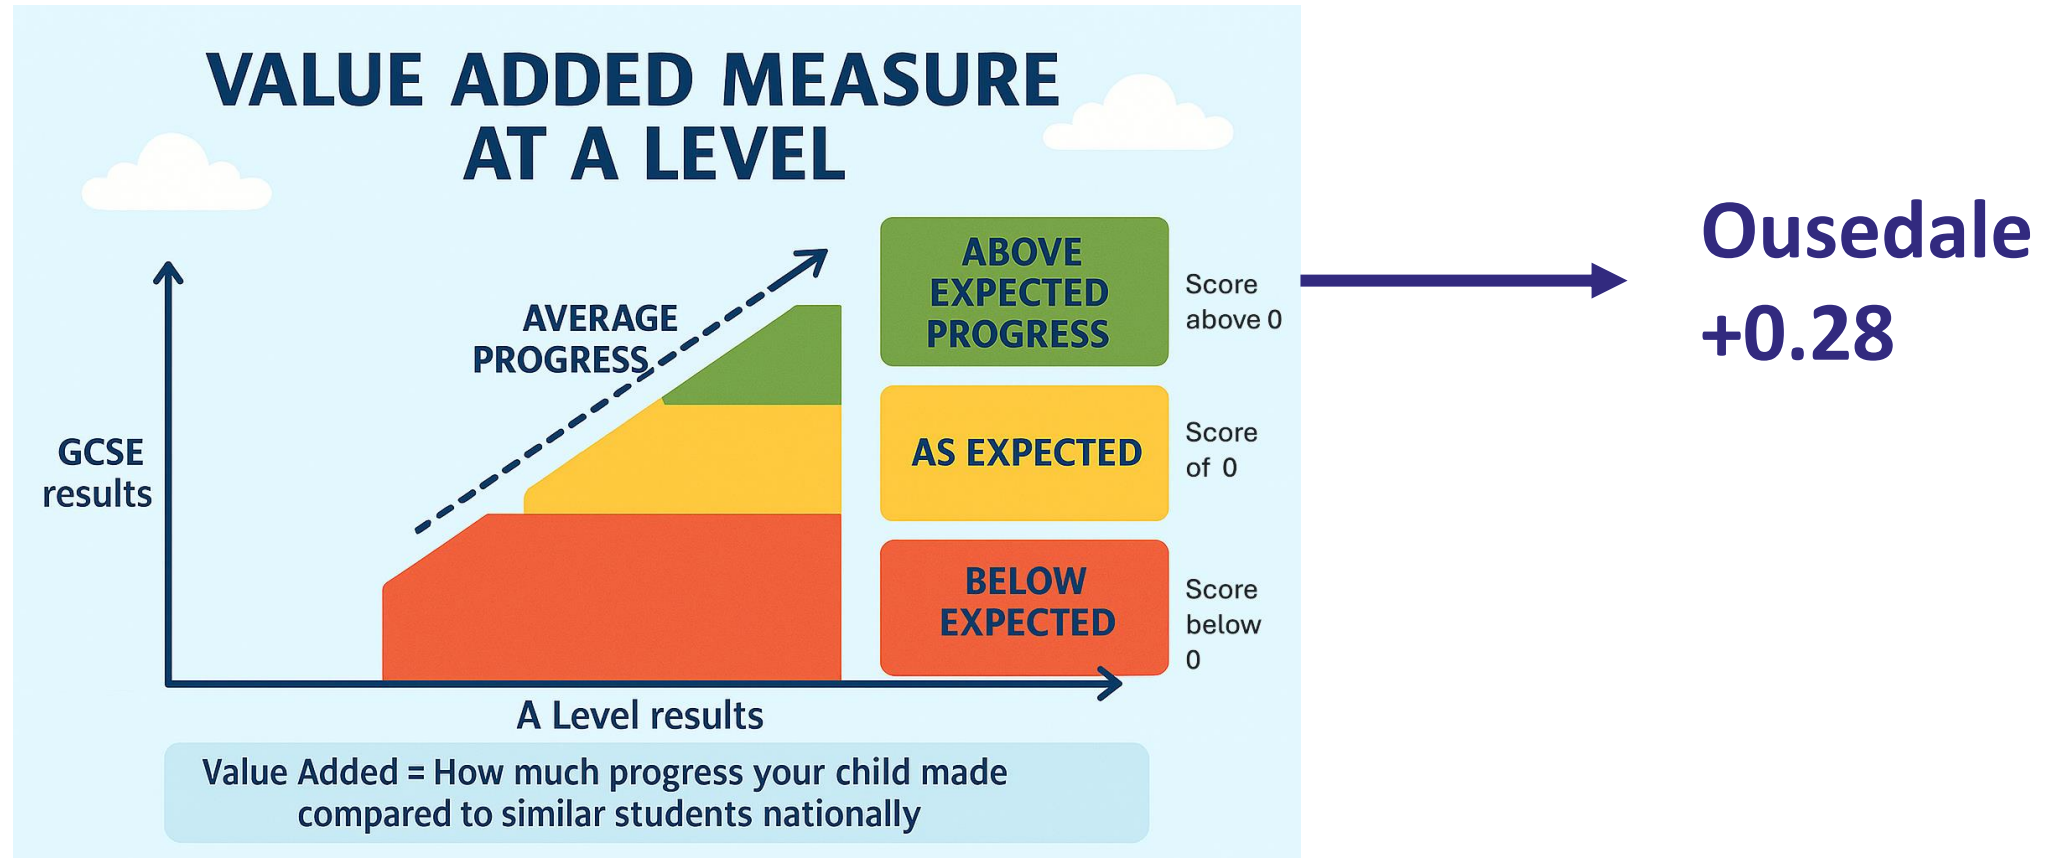 VALUE ADDED MEASURE
AT A LEVEL
AVERAGE
PROGRESS
GCSE
results
ABOVE
EXPECTED
PROGRESS
Score
above 0
AS EXPECTED
Score
of 0
BELOW
EXPECTED
Score
below
0
A Level results
Value Added = How much progress your child made
compared to similar students nationally
Ousedale
+0.28